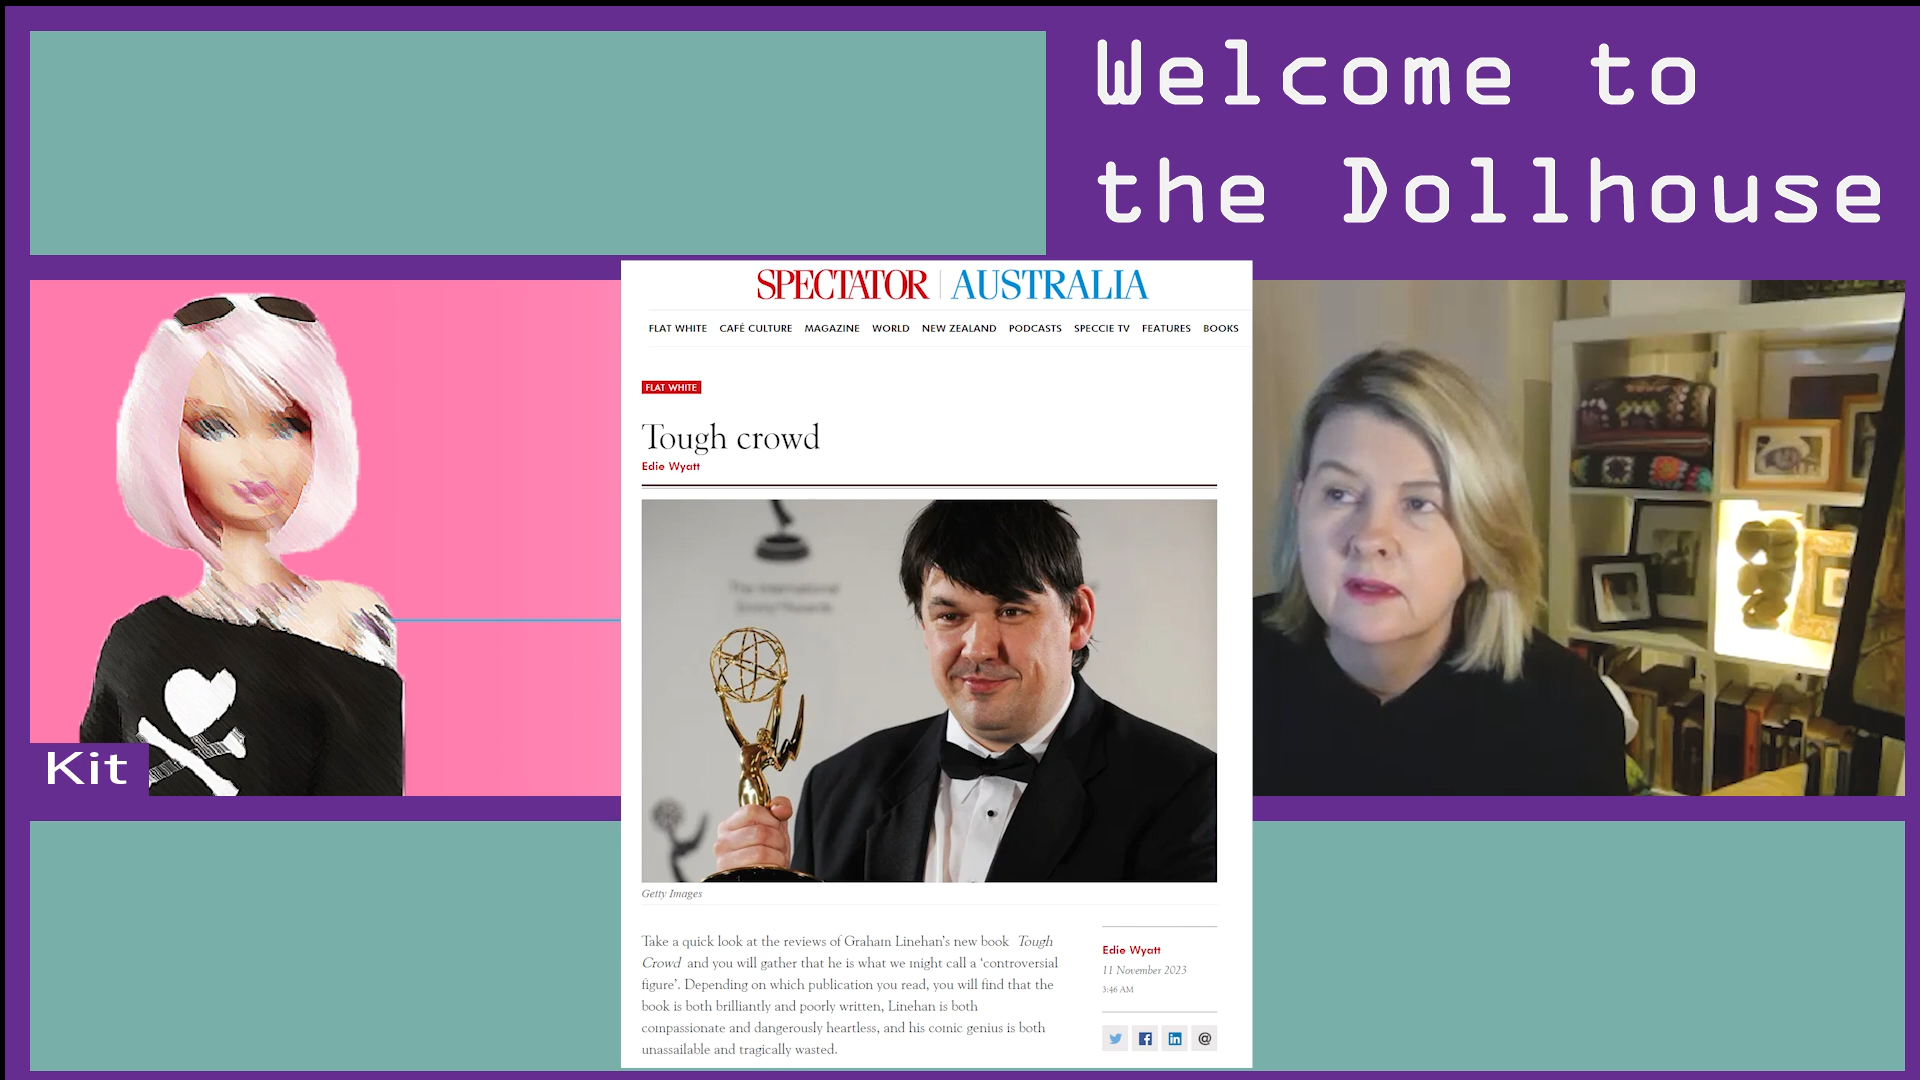 Welcome to
the Dollhouse
SPECTATOR | AUSTRALIA
FLAT WHITE CAFÉ CULTURE MAGAZINE WORLD NEW ZEALAND PODCASTS SPECCIE TV FEATURES BOOKS
FLAT WHITE
Tough crowd
Edie Wyatt
The International
Emmy Awards
Kit
Getty Images
Take a quick look at the reviews of Graham Linehan's new book Tough
Crowd and you will gather that he is what we might call a 'controversial
figure'. Depending on which publication you read, you will find that the
book is both brilliantly and poorly written, Linehan is both
compassionate and dangerously heartless, and his comic genius is both
unassailable and tragically wasted.
Edie Wyatt
11 November 2023
3:46 AM